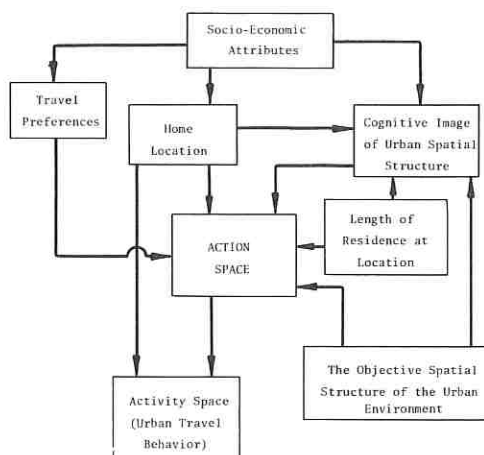 Socio-Economic
Attributes
Travel
Preferences
Home
Location
Cognitive Image
of Urban Spatial
Structure
Length of
Residence at
Location
ACTION
SPACE
The Objective Spatial
Structure of the Urban
Environment
Activity Space
(Urban Travel
Behavior)